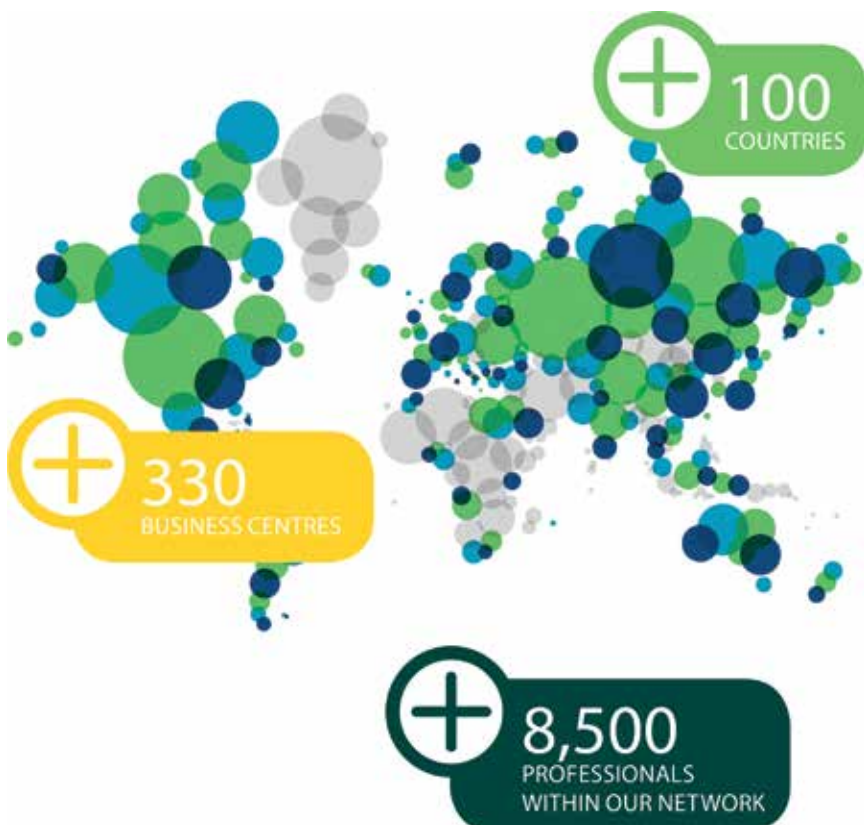 100
COUNTRIES
330
BUSINESS CENTRES
8,500
PROFESSIONALS
WITHIN OUR NETWORK